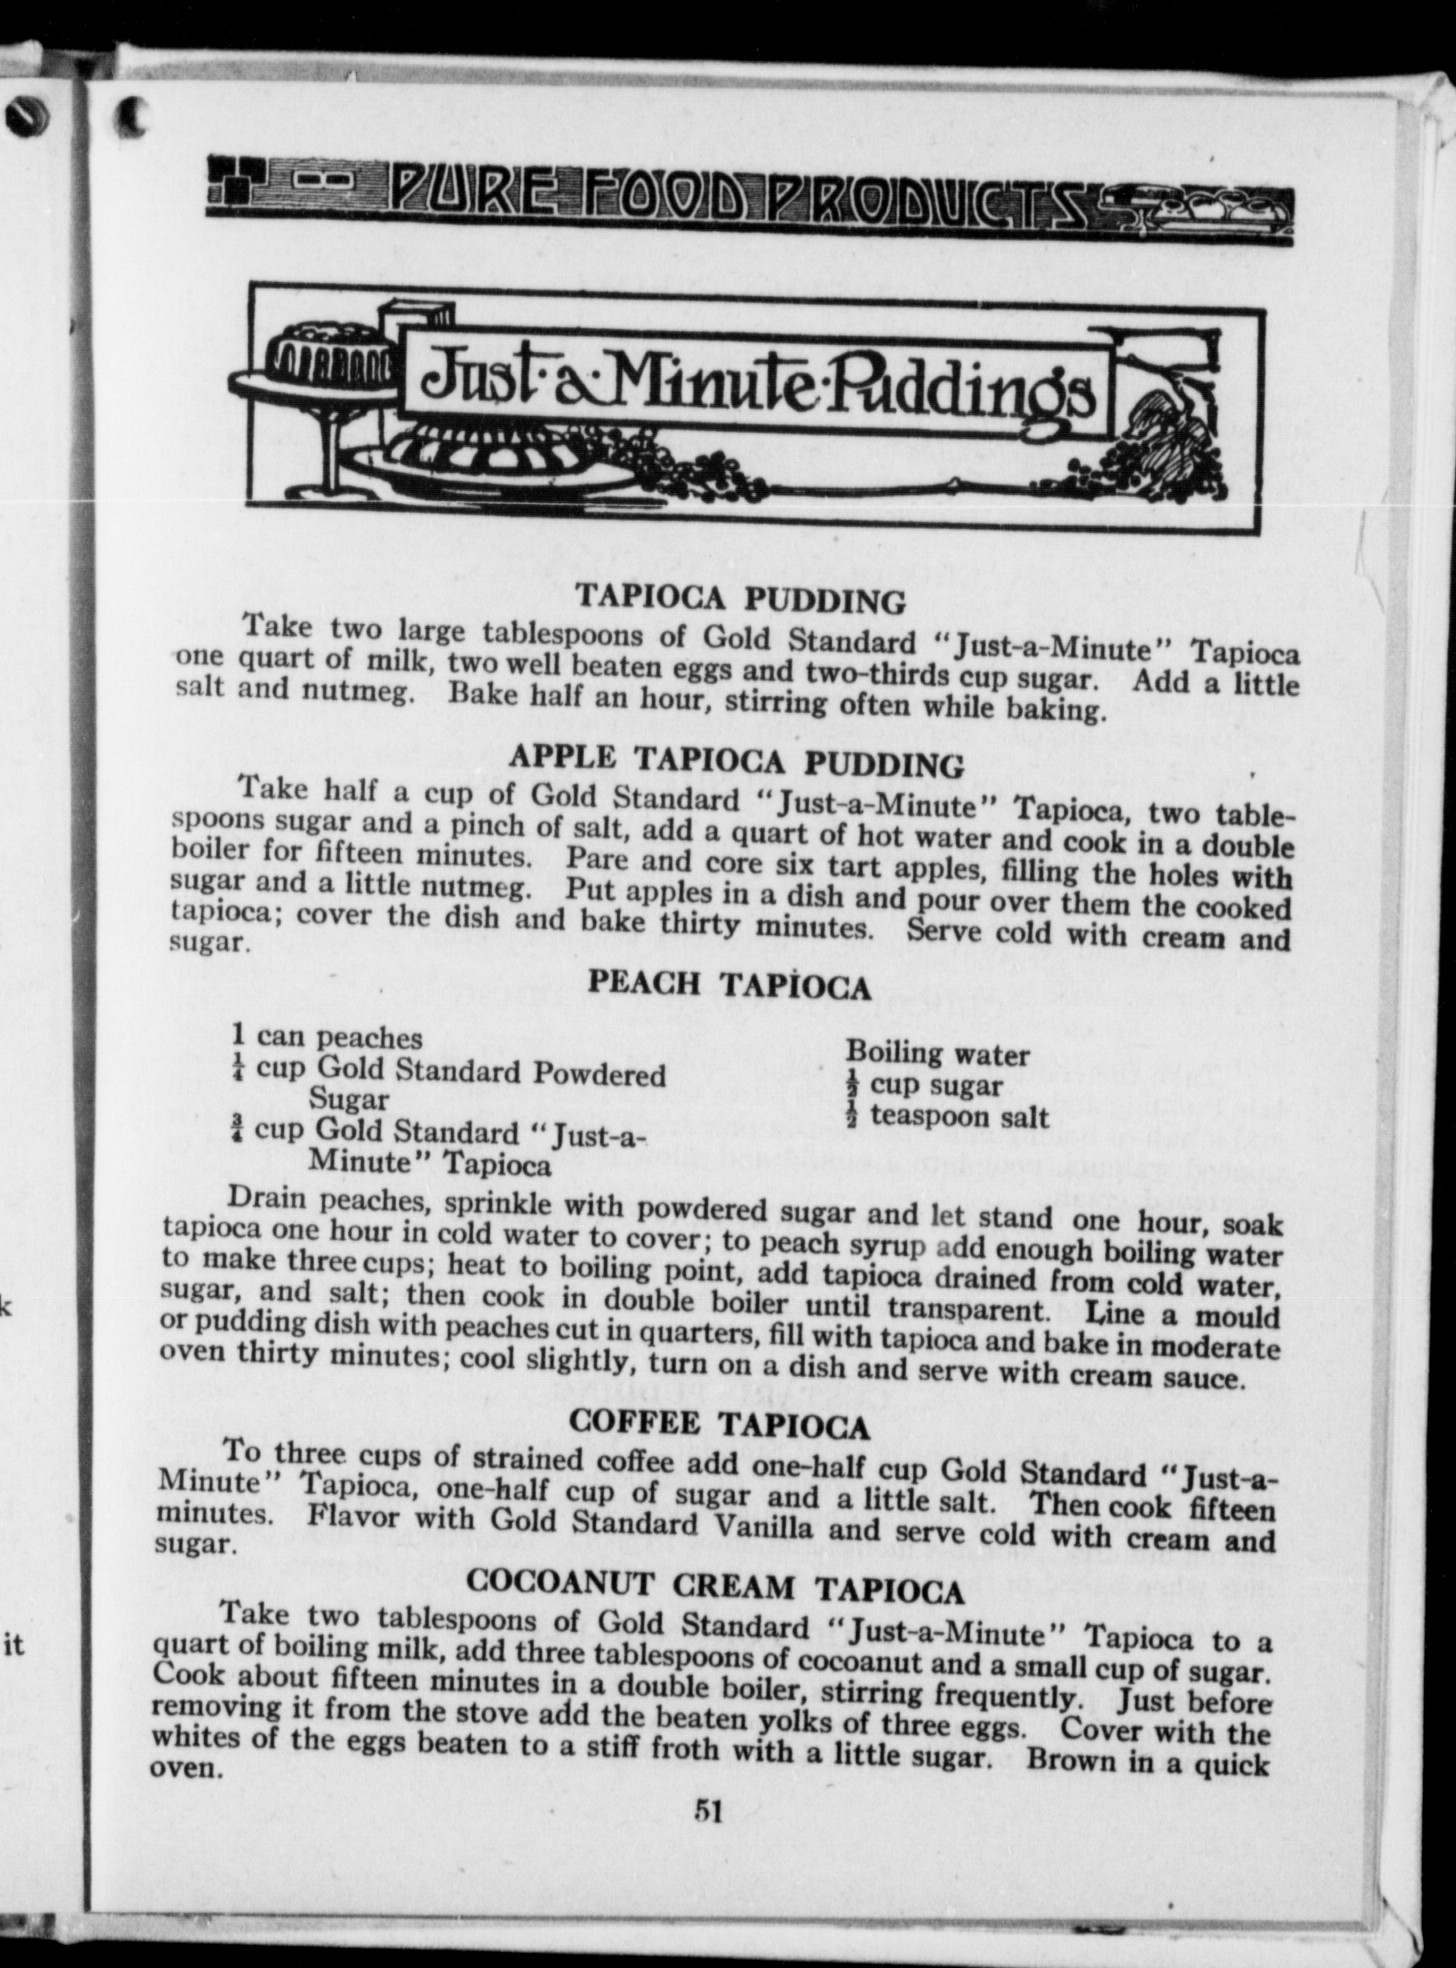 PURE FOOD PRODUCTS
Just·a·Minute·Puddings
TAPIOCA PUDDING
Take two large tablespoons of Gold Standard "Just-a-Minute" Tapioca
one quart of milk, two well beaten eggs and two-thirds cup sugar. Add a little
salt and nutmeg. Bake half an hour, stirring often while baking.
APPLE TAPIOCA PUDDING
Take half a cup of Gold Standard "Just-a-Minute" Tapioca, two table-
spoons sugar and a pinch of salt, add a quart of hot water and cook in a double
boiler for fifteen minutes. Pare and core six tart apples, filling the holes with
sugar and a little nutmeg. Put apples in a dish and pour over them the cooked
tapioca; cover the dish and bake thirty minutes. Serve cold with cream and
sugar.
PEACH TAPIOCA
1 can peaches
¼ cup Gold Standard Powdered
Sugar
¾ cup Gold Standard "Just-a-
Minute" Tapioca
Boiling water
½ cup sugar
½ teaspoon salt
Drain peaches, sprinkle with powdered sugar and let stand one hour, soak
tapioca one hour in cold water to cover; to peach syrup add enough boiling water
to make three cups; heat to boiling point, add tapioca drained from cold water,
sugar, and salt; then cook in double boiler until transparent. Line a mould
or pudding dish with peaches cut in quarters, fill with tapioca and bake in moderate
oven thirty minutes; cool slightly, turn on a dish and serve with cream sauce.
COFFEE TAPIOCA
To three cups of strained coffee add one-half cup Gold Standard "Just-a-
Minute" Tapioca, one-half cup of sugar and a little salt. Then cook fifteen
minutes. Flavor with Gold Standard Vanilla and serve cold with cream and
sugar.
COCOANUT CREAM TAPIOCA
Take two tablespoons of Gold Standard "Just-a-Minute" Tapioca to a
quart of boiling milk, add three tablespoons of cocoanut and a small cup of sugar.
Cook about fifteen minutes in a double boiler, stirring frequently. Just before
removing it from the stove add the beaten yolks of three eggs. Cover with the
whites of the eggs beaten to a stiff froth with a little sugar. Brown in a quick
oven.
51
k
it